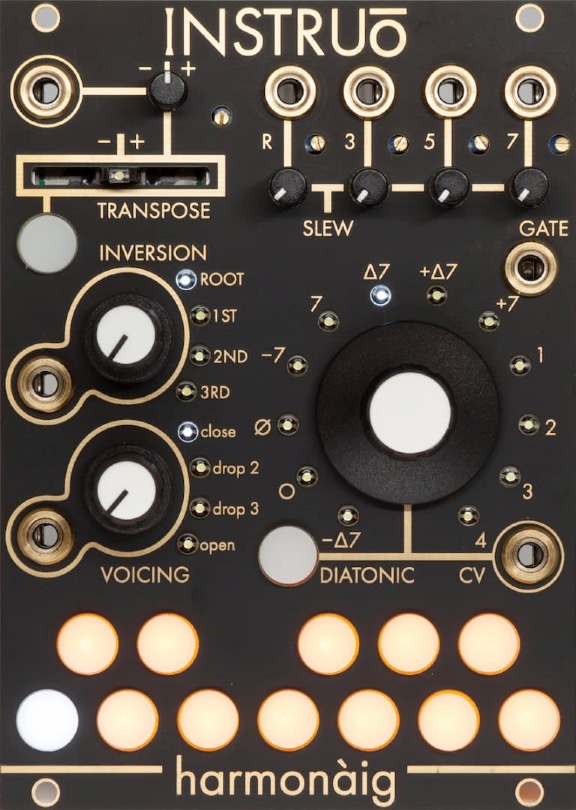 INSTRUŌ
− +
R 3 5 7
− +
TRANSPOSE
SLEW
GATE
INVERSION
ROOT
1ST
2ND
3RD
close
drop 2
drop 3
open
VOICING
Δ7
+Δ7
7
+7
−7
1
Ø
2
O
3
−Δ7
4
DIATONIC
CV
harmonàig